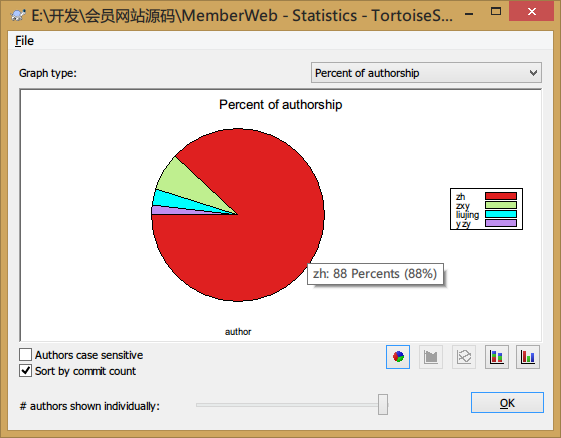 E:\开发\会员网站源码\MemberWeb - Statistics - TortoiseS...
File
Graph type:
Percent of authorship
Percent of authorship
zh
zxy
liujing
yzy
zh: 88 Percents (88%)
author
Authors case sensitive
Sort by commit count
# authors shown individually:
OK